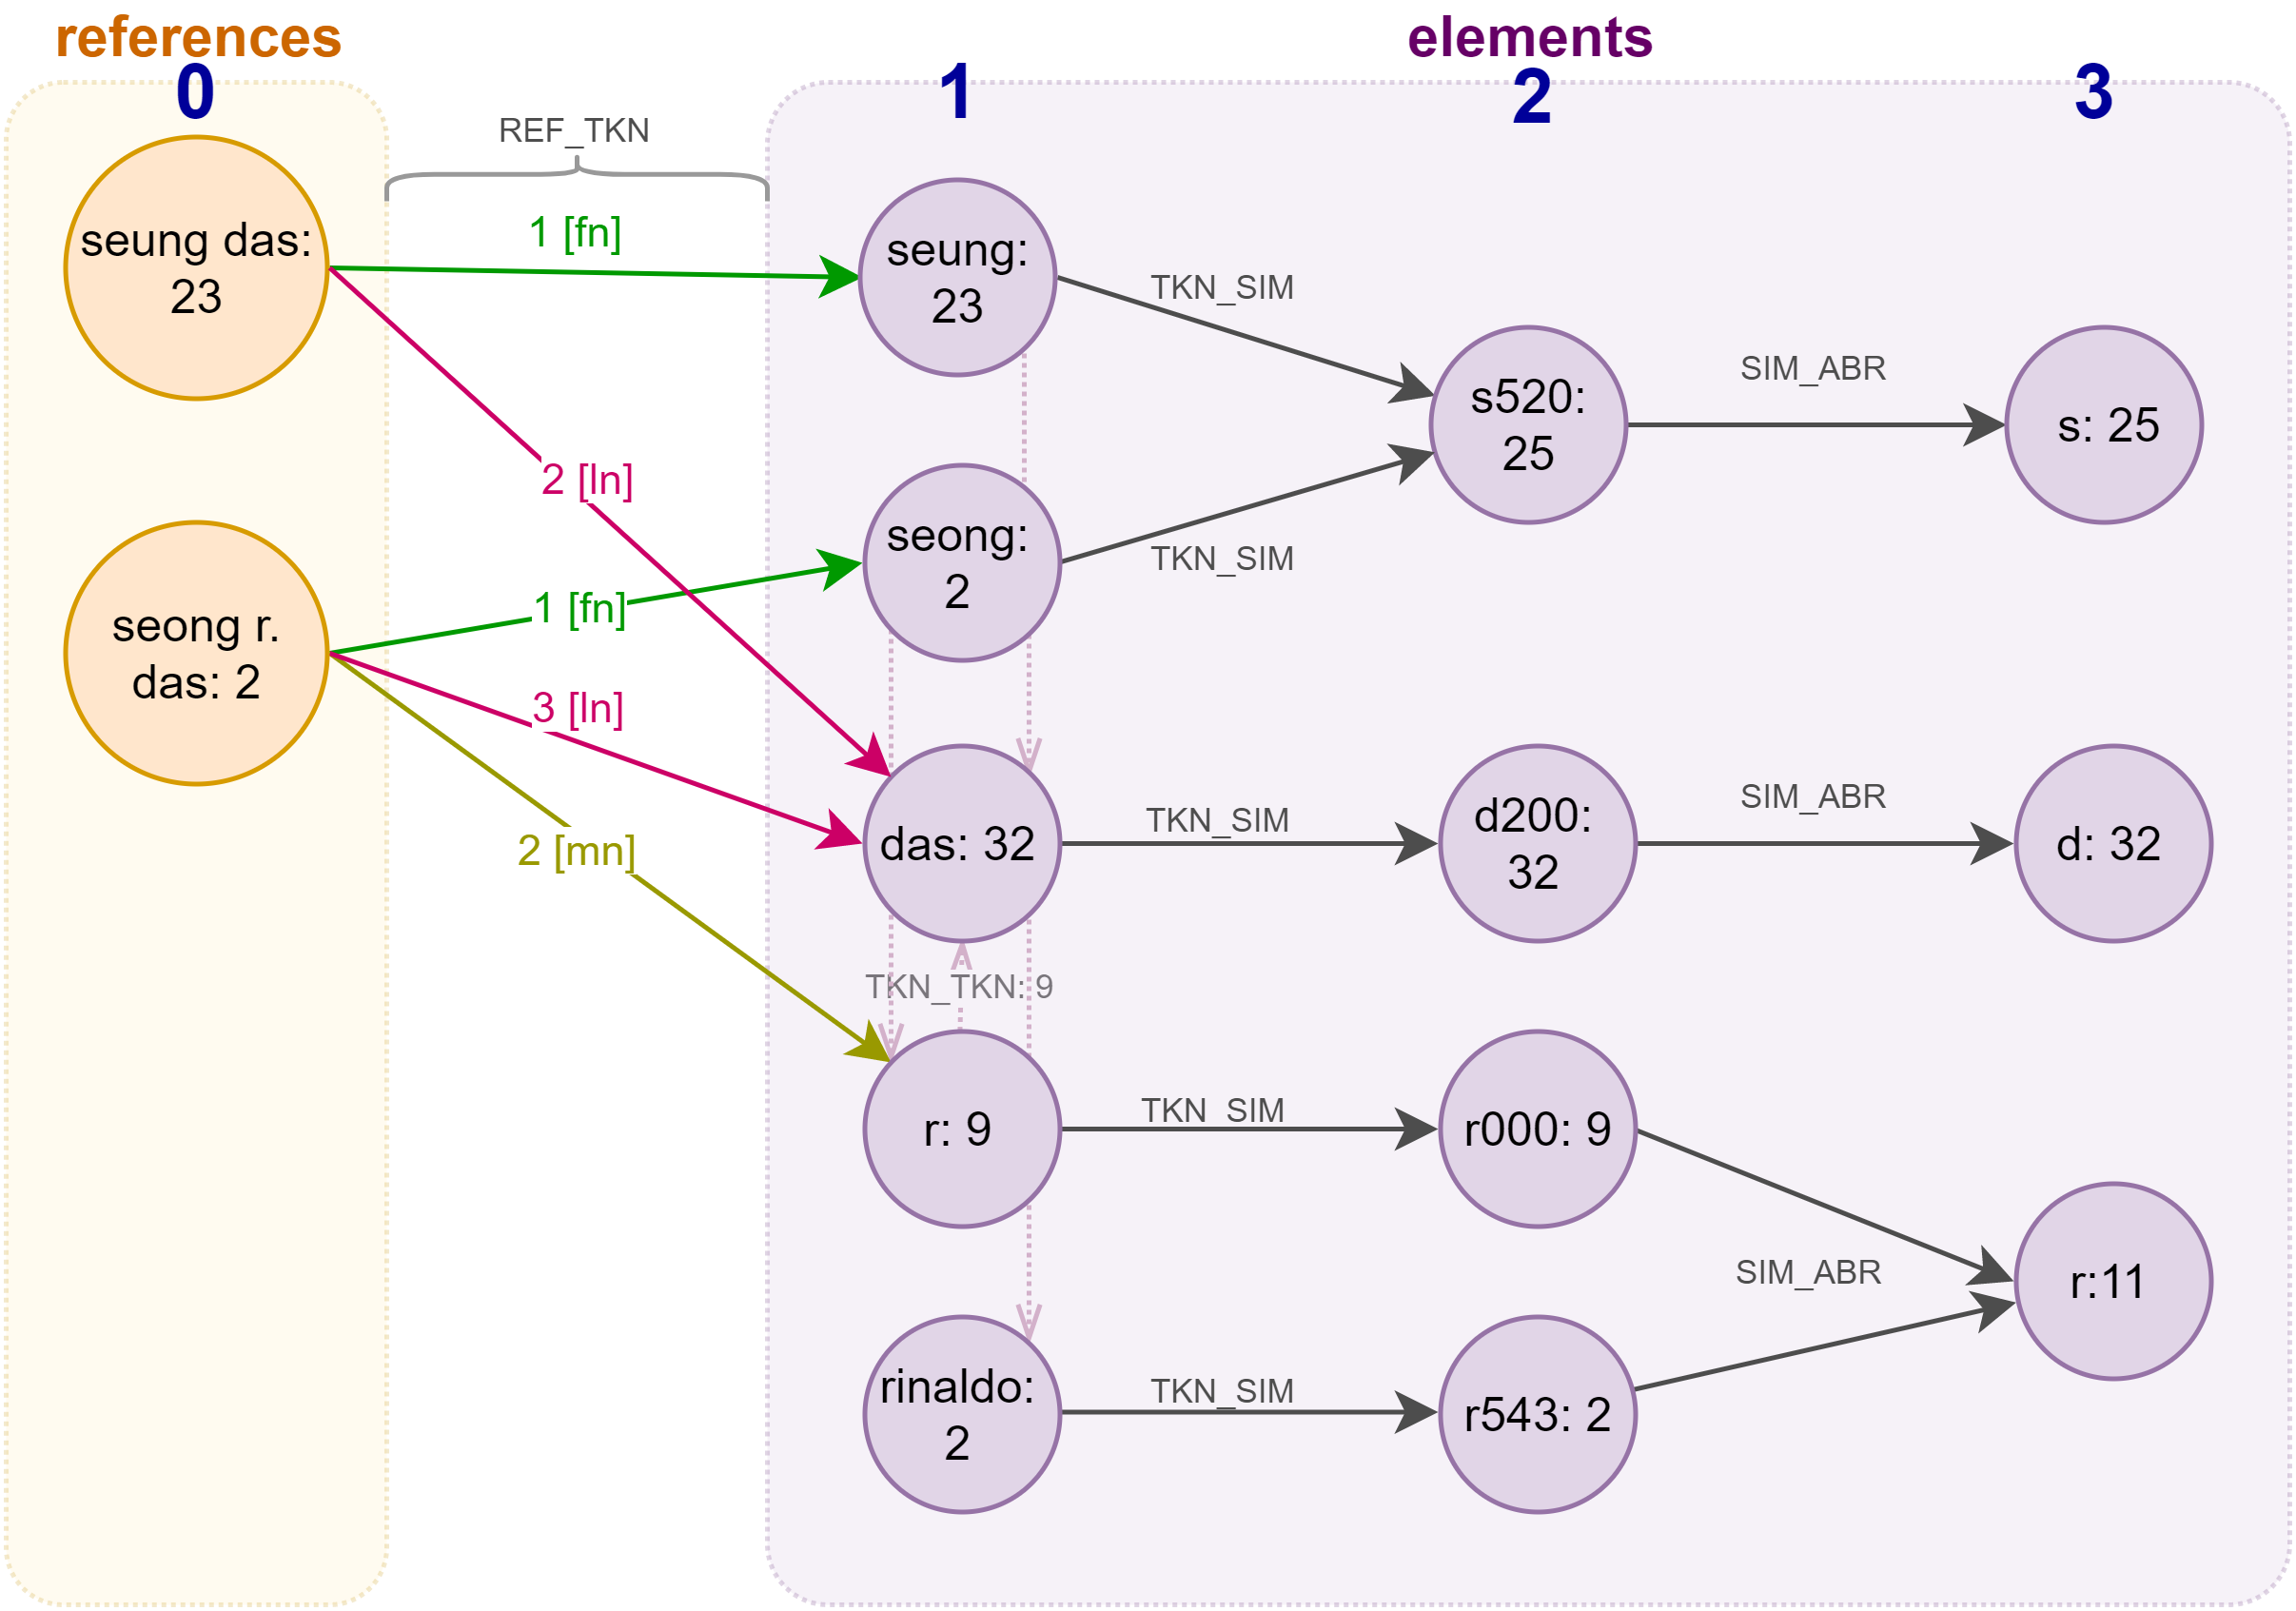 references
elements
0
1
2
3
REF_TKN
seung das:
23
1 [fn]
seung:
23
TKN_SIM
s520:
25
SIM_ABR
s: 25
2 [ln]
seong r.
das: 2
1 [fn]
seong:
2
TKN_SIM
3 [ln]
2 [mn]
das: 32
TKN_SIM
d200:
32
SIM_ABR
d: 32
TKN_TKN: 9
r: 9
TKN_SIM
r000: 9
SIM_ABR
r:11
rinaldo:
2
TKN_SIM
r543: 2